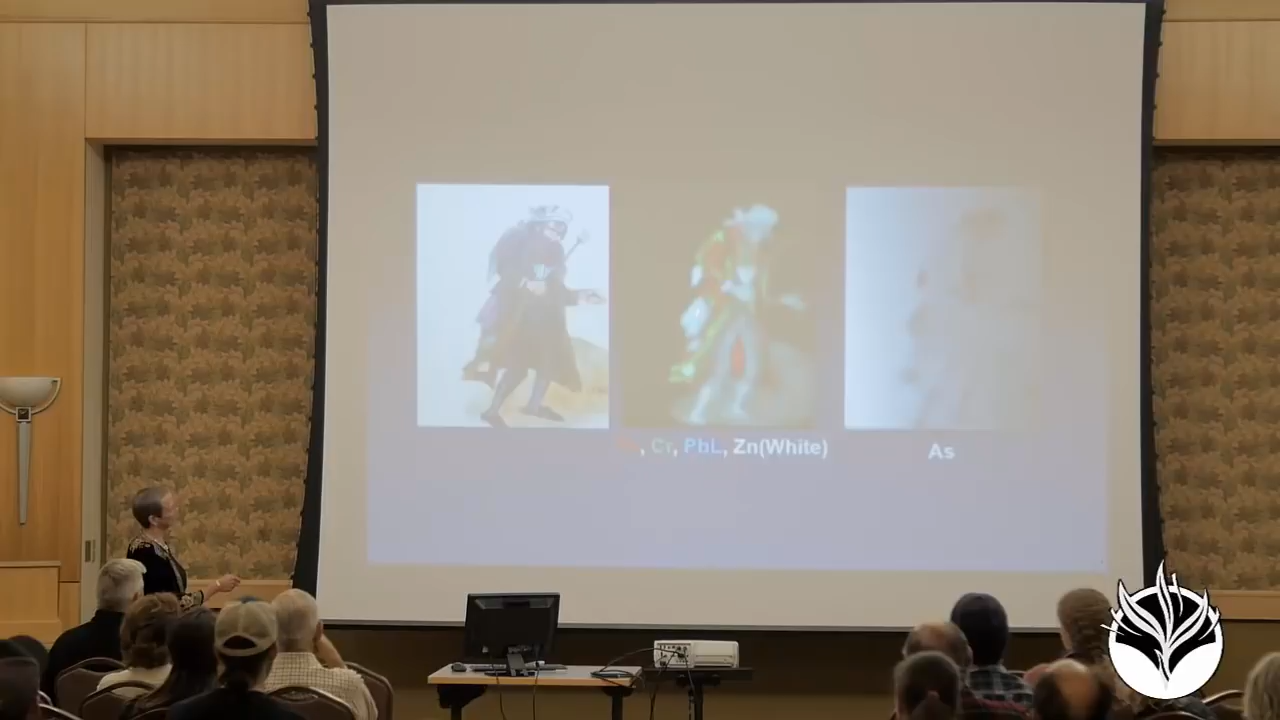 , Cr, PbL, Zn(White)
As